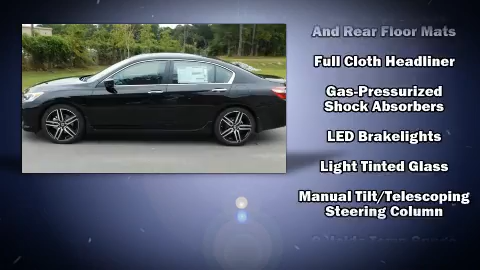 And Rear Floor Mats
Full Cloth Headliner
Gas-Pressurized
Shock Absorbers
LED Brakelights
Light Tinted Glass
Manual Tilt/Telescoping
Steering Column